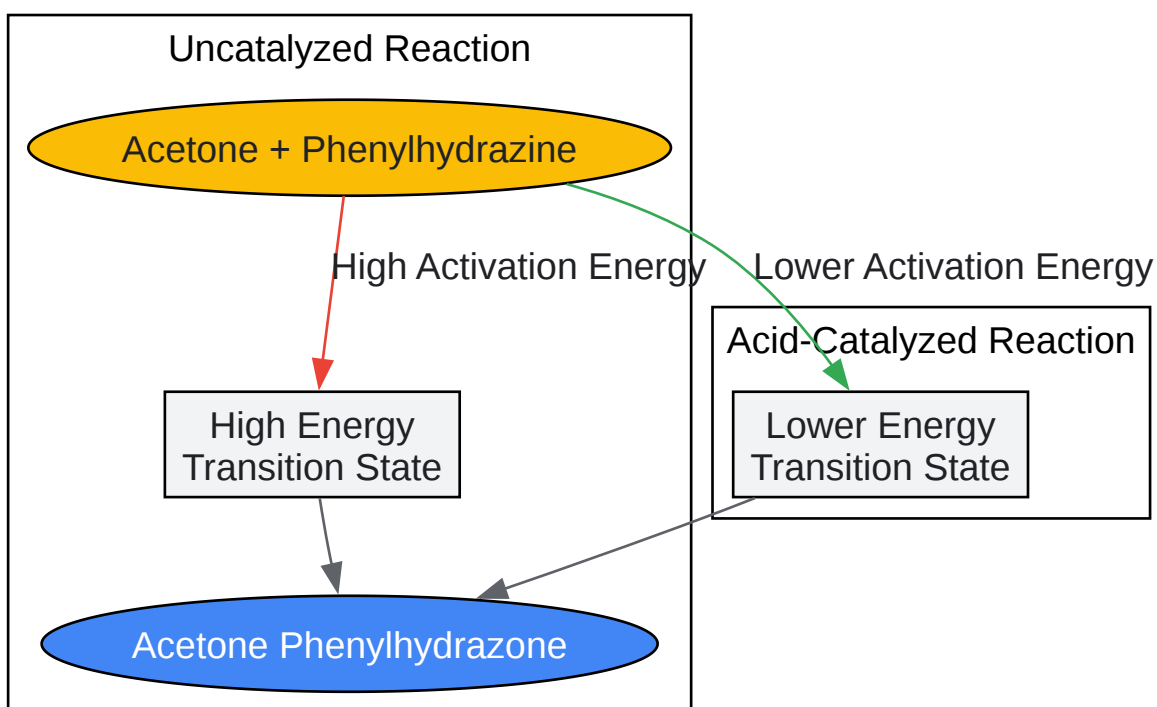 Uncatalyzed Reaction
Acetone + Phenylhydrazine
High Activation Energy
Lower Activation Energy
Acid-Catalyzed Reaction
High Energy
Transition State
Lower Energy
Transition State
Acetone Phenylhydrazone